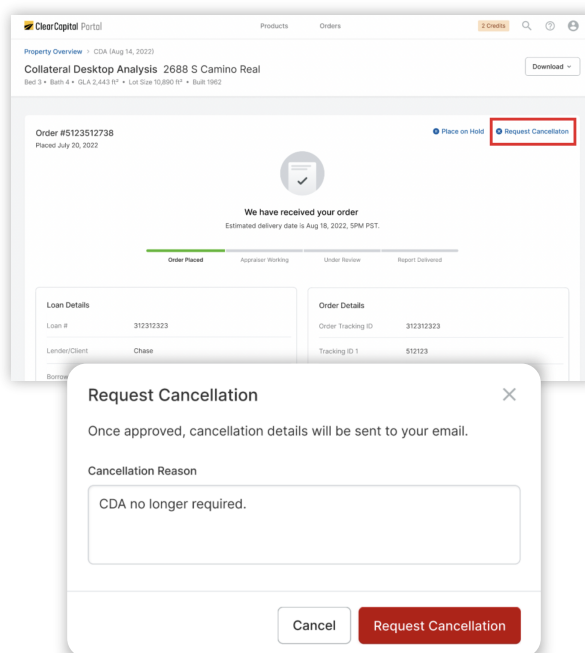 ClearCapital Portal
Products
Orders
2 Credits
Property Overview > CDA (Aug 14, 2022)
Collateral Desktop Analysis 2688 S Camino Real
Bed 3 • Bath 4 • GLA 2,443 ft² • Lot Size 10,890 ft² • Built 1962
Download
Order #5123512738
Placed July 20, 2022
Place on Hold
Request Cancellaton
We have received your order
Estimated delivery date is Aug 18, 2022, 5PM PST.
Order Placed
Appraiser Working
Under Review
Report Delivered
Loan Details
Loan # 312312323
Lender/Client Chase
Borrow
Order Details
Order Tracking ID 312312323
Tracking ID 1 512123
Request Cancellation
Once approved, cancellation details will be sent to your email.
Cancellation Reason
CDA no longer required.
Cancel
Request Cancellation